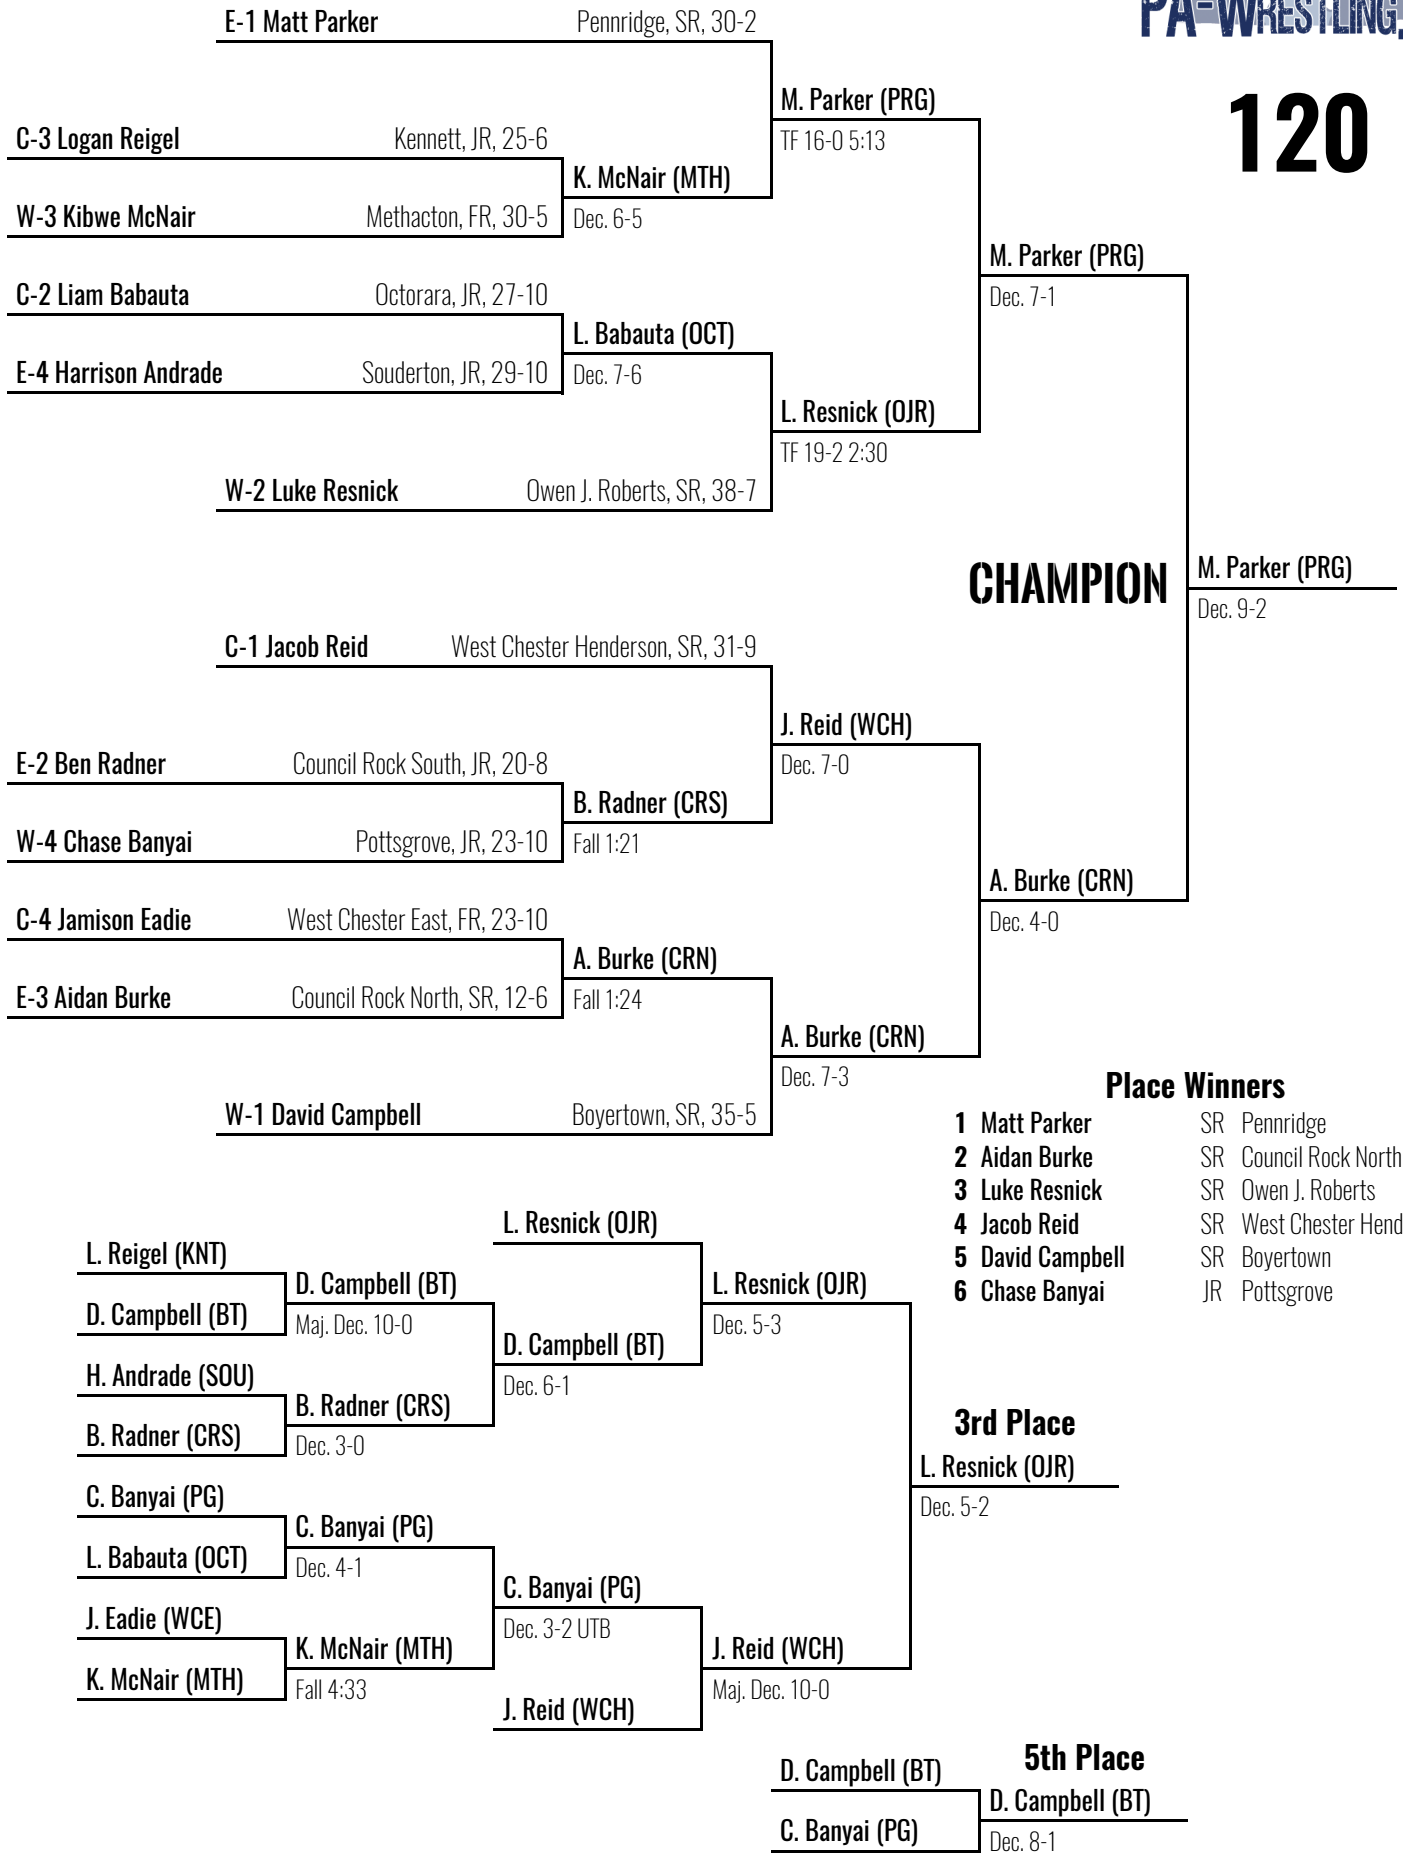 PA-WRESTLING.
120
E-1 Matt Parker Pennridge, SR, 30-2
M. Parker (PRG)
TF 16-0 5:13
C-3 Logan Reigel Kennett, JR, 25-6
K. McNair (MTH)
Dec. 6-5
W-3 Kibwe McNair Methacton, FR, 30-5
M. Parker (PRG)
Dec. 7-1
C-2 Liam Babauta Octorara, JR, 27-10
L. Babauta (OCT)
Dec. 7-6
E-4 Harrison Andrade Souderton, JR, 29-10
L. Resnick (OJR)
TF 19-2 2:30
W-2 Luke Resnick Owen J. Roberts, SR, 38-7
CHAMPION
M. Parker (PRG)
Dec. 9-2
C-1 Jacob Reid West Chester Henderson, SR, 31-9
J. Reid (WCH)
Dec. 7-0
E-2 Ben Radner Council Rock South, JR, 20-8
B. Radner (CRS)
Fall 1:21
W-4 Chase Banyai Pottsgrove, JR, 23-10
A. Burke (CRN)
Dec. 4-0
C-4 Jamison Eadie West Chester East, FR, 23-10
A. Burke (CRN)
Fall 1:24
E-3 Aidan Burke Council Rock North, SR, 12-6
A. Burke (CRN)
Dec. 7-3
W-1 David Campbell Boyertown, SR, 35-5
Place Winners
1 Matt Parker SR Pennridge
2 Aidan Burke SR Council Rock North
3 Luke Resnick SR Owen J. Roberts
4 Jacob Reid SR West Chester Hend
5 David Campbell SR Boyertown
6 Chase Banyai JR Pottsgrove
L. Resnick (OJR)
L. Reigel (KNT)
D. Campbell (BT)
Maj. Dec. 10-0
D. Campbell (BT)
L. Resnick (OJR)
Dec. 5-3
D. Campbell (BT)
Dec. 6-1
H. Andrade (SOU)
B. Radner (CRS)
Dec. 3-0
B. Radner (CRS)
3rd Place
L. Resnick (OJR)
Dec. 5-2
C. Banyai (PG)
C. Banyai (PG)
Dec. 4-1
L. Babauta (OCT)
C. Banyai (PG)
Dec. 3-2 UTB
J. Eadie (WCE)
K. McNair (MTH)
Fall 4:33
K. McNair (MTH)
J. Reid (WCH)
Maj. Dec. 10-0
J. Reid (WCH)
5th Place
D. Campbell (BT)
D. Campbell (BT)
Dec. 8-1
C. Banyai (PG)